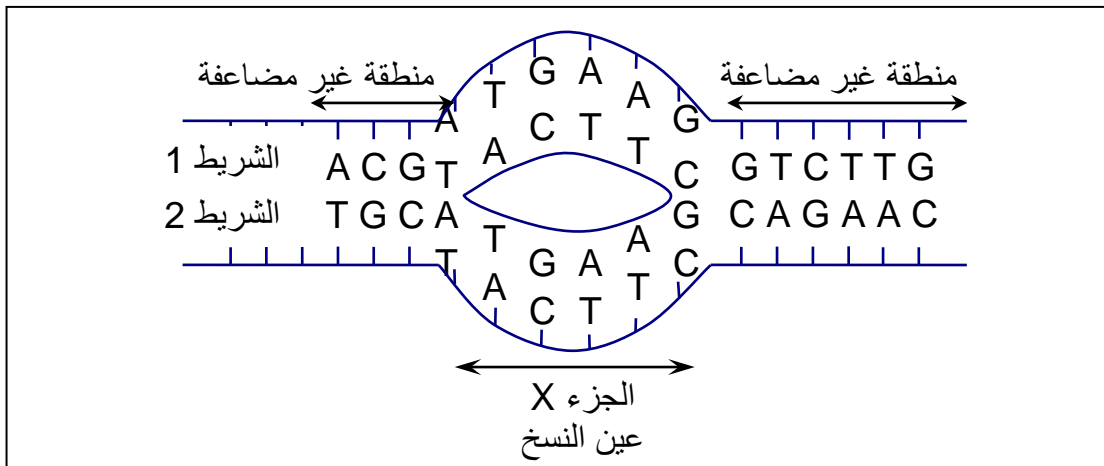 منطقة غير مضاعفة
منطقة غير مضاعفة
A T G A A G
T A C T T C
الشريط 1
A C G
G T C T T G
الشريط 2
T G C
C A G A A C
A T G A A G
T A C T T C
الجزء X
عين النسخ